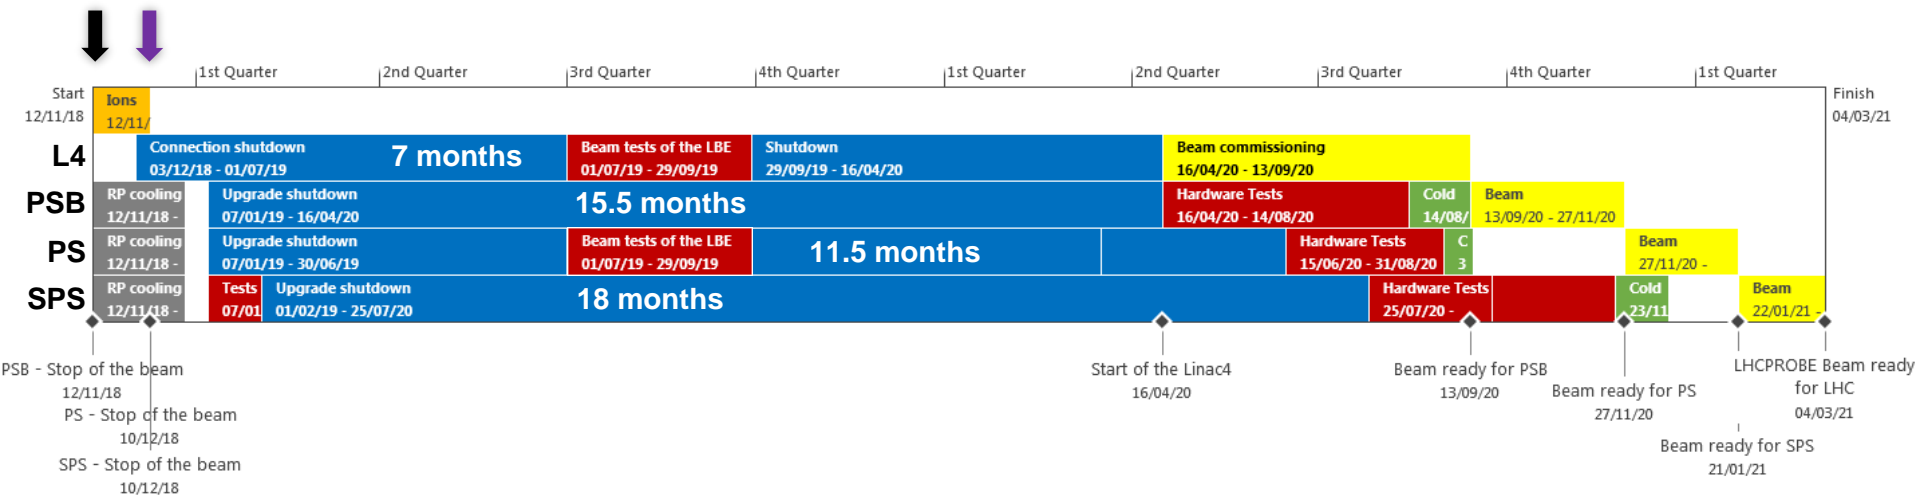 1st Quarter 2nd Quarter 3rd Quarter 4th Quarter 1st Quarter 2nd Quarter 3rd Quarter 4th Quarter 1st Quarter
Start
12/11/18
Ions
12/11/
Finish
04/03/21
L4
Connection shutdown
03/12/18 - 01/07/19
7 months
Beam tests of the LBE
01/07/19 - 29/09/19
Shutdown
29/09/19 - 16/04/20
Beam commissioning
16/04/20 - 13/09/20
PSB
RP cooling
12/11/18 -
Upgrade shutdown
07/01/19 - 16/04/20
15.5 months
Hardware Tests
16/04/20 - 14/08/20
Cold
14/08/
Beam
13/09/20 - 27/11/20
PS
RP cooling
12/11/18 -
Upgrade shutdown
07/01/19 - 30/06/19
Beam tests of the LBE
01/07/19 - 29/09/19
11.5 months
Hardware Tests
15/06/20 - 31/08/20
C
3
Beam
27/11/20 -
SPS
RP cooling
12/11/18 -
Tests
07/01
Upgrade shutdown
01/02/19 - 25/07/20
18 months
Hardware Tests
25/07/20 -
Cold
23/11
Beam
22/01/21 -
PSB - Stop of the beam
12/11/18
PS - Stop of the beam
10/12/18
SPS - Stop of the beam
10/12/18
Start of the Linac4
16/04/20
Beam ready for PSB
13/09/20
Beam ready for PS
27/11/20
Beam ready for SPS
21/01/21
LHCPROBE Beam ready
for LHC
04/03/21